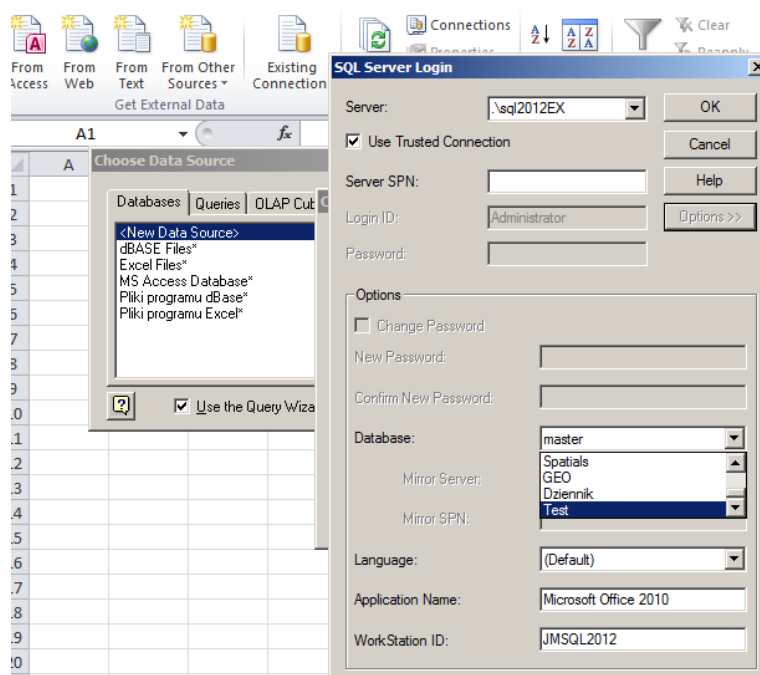 Connections
Clear
Properties
Reapply
From Access
From Web
From Text
From Other Sources
Existing Connection
Get External Data
A1
fx
A
1
2
3
4
5
6
7
8
9
10
11
12
13
14
15
16
17
18
19
20
Choose Data Source
Databases
Queries
OLAP Cub
<New Data Source>
dBASE Files*
Excel Files*
MS Access Database*
Pliki programu dBase*
Pliki programu Excel*
Use the Query Wiza
SQL Server Login
Server:
.\sql2012EX
OK
Use Trusted Connection
Cancel
Server SPN:
Help
Login ID:
Administrator
Options >>
Password:
Options
Change Password
New Password:
Confirm New Password:
Database:
master
Spatials
GEO
Dziennik
Test
Mirror Server:
Mirror SPN:
Language:
(Default)
Application Name:
Microsoft Office 2010
WorkStation ID:
JMSQL2012